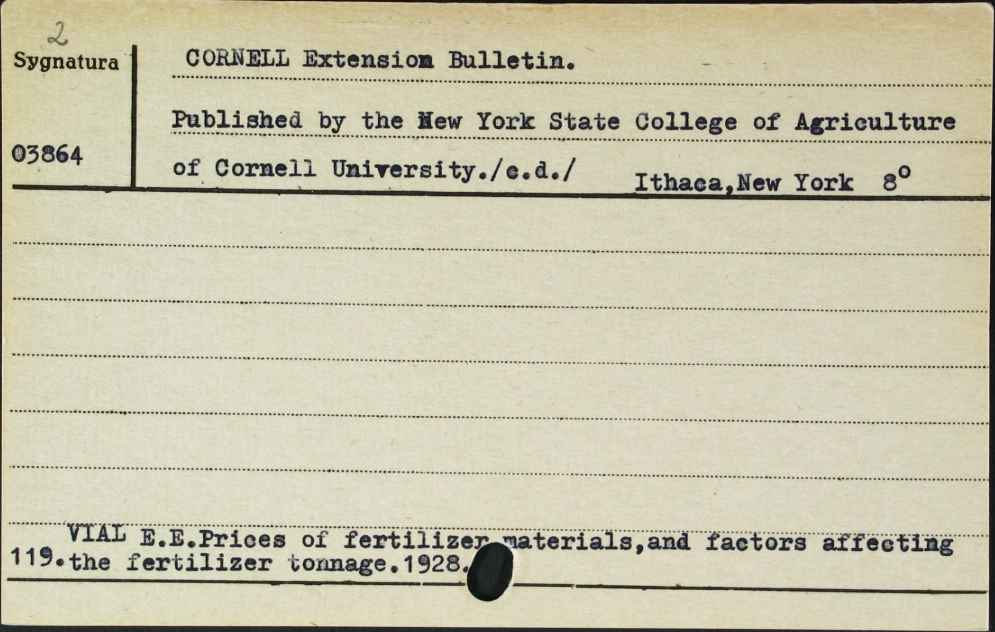 2
Sygnatura
CORNELL Extension Bulletin.
Published by the New York State College of Agriculture
03864
of Cornell University./c.d./ Ithaca,New York 8°
VIAL E.E.Prices of fertilizer materials,and factors affecting
119.the fertilizer tonnage.1928.